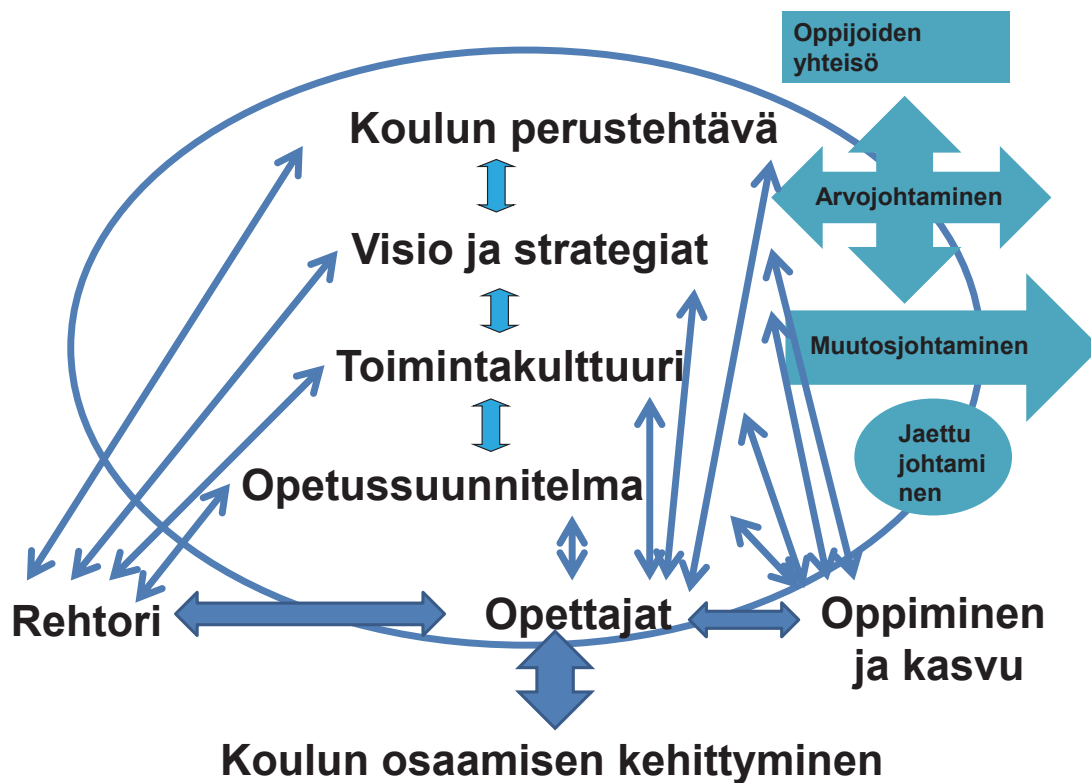 Oppijoiden
yhteisö
Koulun perustehtävä
Arvojohtaminen
Visio ja strategiat
Muutosjohtaminen
Toimintakulttuuri
Jaettu
johtami
nen
Opetussuunnitelma
Rehtori
Opettajat
Oppiminen
ja kasvu
Koulun osaamisen kehittyminen